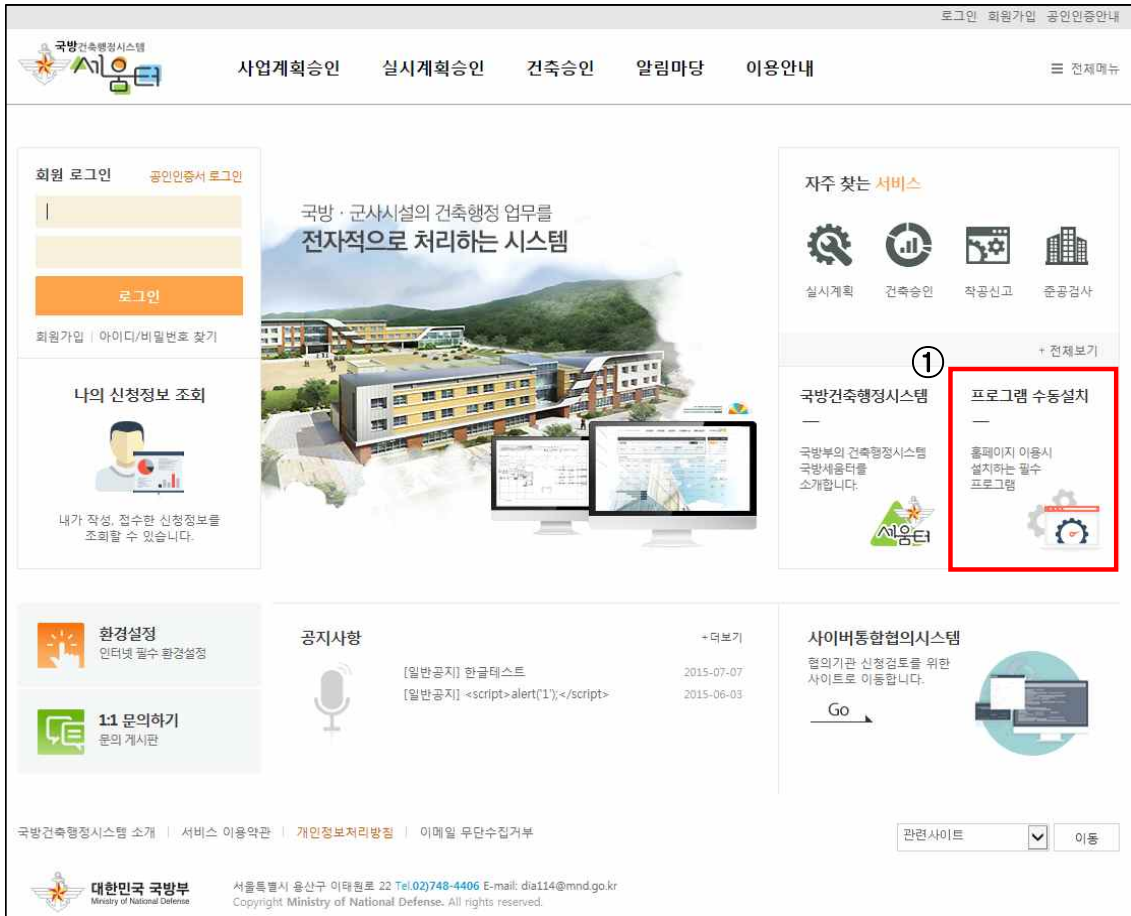 로그인 회원가입 공인인증안내
국방건축행정시스템
세움터
사업계획승인 실시계획승인 건축승인 알림마당 이용안내
☰ 전체메뉴
회원 로그인 공인인증서 로그인
로그인
회원가입 | 아이디/비밀번호 찾기
나의 신청정보 조회
내가 작성, 접수한 신청정보를
조회할 수 있습니다.
국방 · 군사시설의 건축행정 업무를
전자적으로 처리하는 시스템
자주 찾는 서비스
실시계획 건축승인 착공신고 준공검사
+ 전체보기
①
국방건축행정시스템
국방부의 건축행정시스템
국방세움터를
소개합니다.
세움터
프로그램 수동설치
홈페이지 이용시
설치하는 필수
프로그램
환경설정
인터넷 필수 환경설정
1:1 문의하기
문의 게시판
공지사항 +더보기
[일반공지] 한글테스트 2015-07-07
[일반공지] <script>alert('1');</script> 2015-06-03
사이버통합협의시스템
협의기관 신청검토를 위한
사이트로 이동합니다.
Go
국방건축행정시스템 소개 | 서비스 이용약관 | 개인정보처리방침 | 이메일 무단수집거부
관련사이트 이동
대한민국 국방부
Ministry of National Defense
서울특별시 용산구 이태원로 22 Tel.02)748-4406 E-mail: dia114@mnd.go.kr
Copyright Ministry of National Defense. All rights reserved.